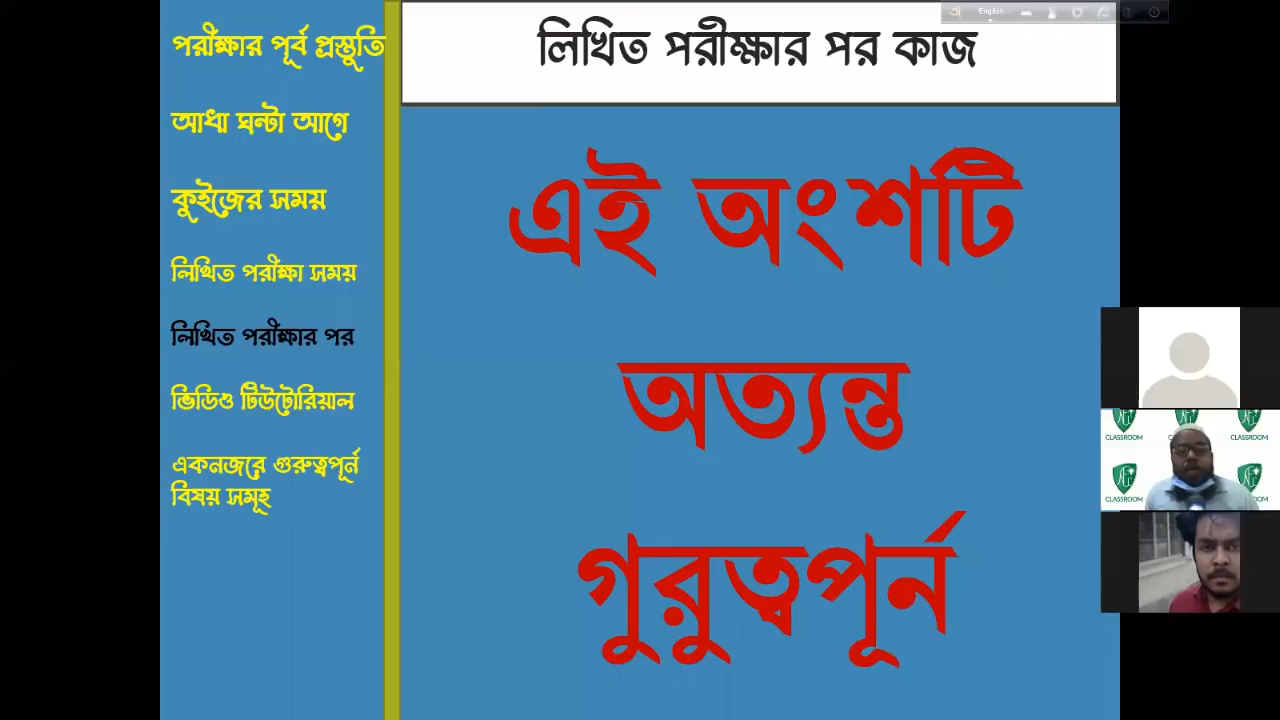 পরীক্ষার পূর্ব প্রস্তুতি
আধা ঘন্টা আগে
কুইজের সময়
লিখিত পরীক্ষা সময়
লিখিত পরীক্ষার পর
ভিডিও টিউটোরিয়াল
একনজরে গুরুত্বপূর্ন
বিষয় সমূহ
লিখিত পরীক্ষার পর কাজ
এই অংশটি
অত্যন্ত
গুরুত্বপূর্ন
English
CLASSROOM
CLASSROOM
CLASSROOM